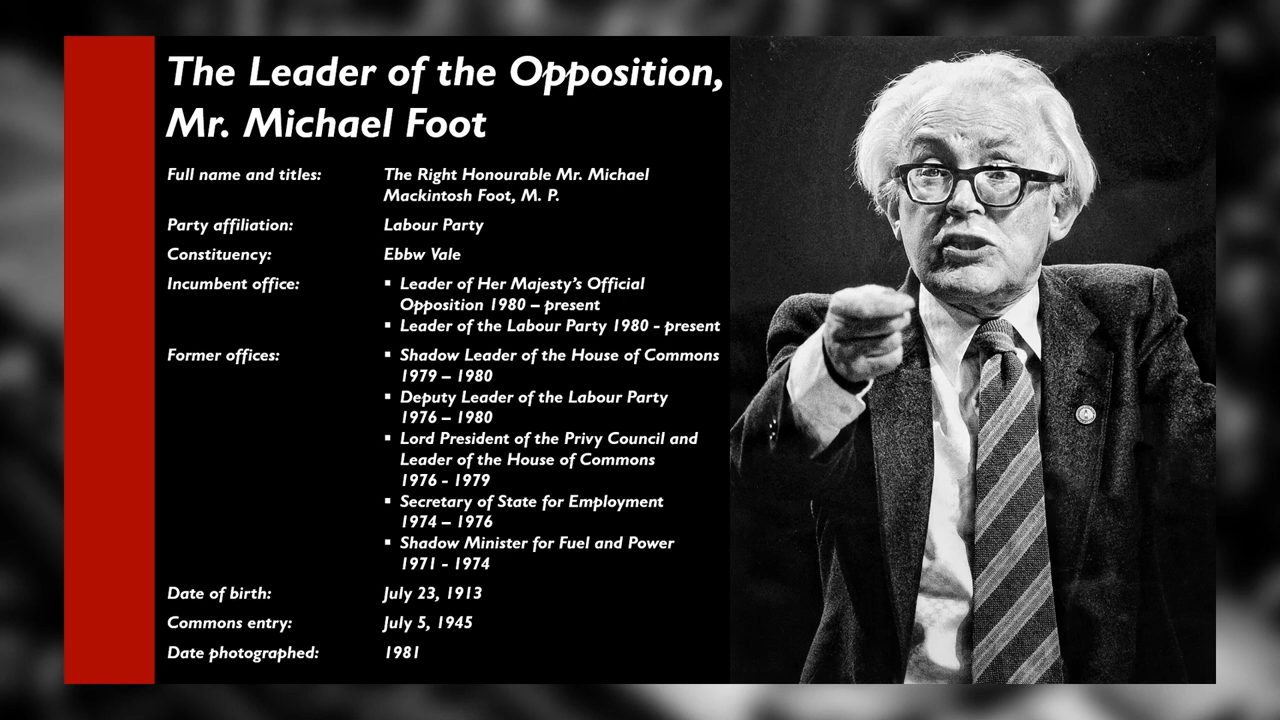 The Leader of the Opposition,
Mr. Michael Foot
Full name and titles: The Right Honourable Mr. Michael
Mackintosh Foot, M. P.
Party affiliation: Labour Party
Constituency: Ebbw Vale
Incumbent office: ▪ Leader of Her Majesty’s Official
Opposition 1980 – present
▪ Leader of the Labour Party 1980 - present
Former offices: ▪ Shadow Leader of the House of Commons
1979 – 1980
▪ Deputy Leader of the Labour Party
1976 – 1980
▪ Lord President of the Privy Council and
Leader of the House of Commons
1976 - 1979
▪ Secretary of State for Employment
1974 – 1976
▪ Shadow Minister for Fuel and Power
1971 - 1974
Date of birth: July 23, 1913
Commons entry: July 5, 1945
Date photographed: 1981